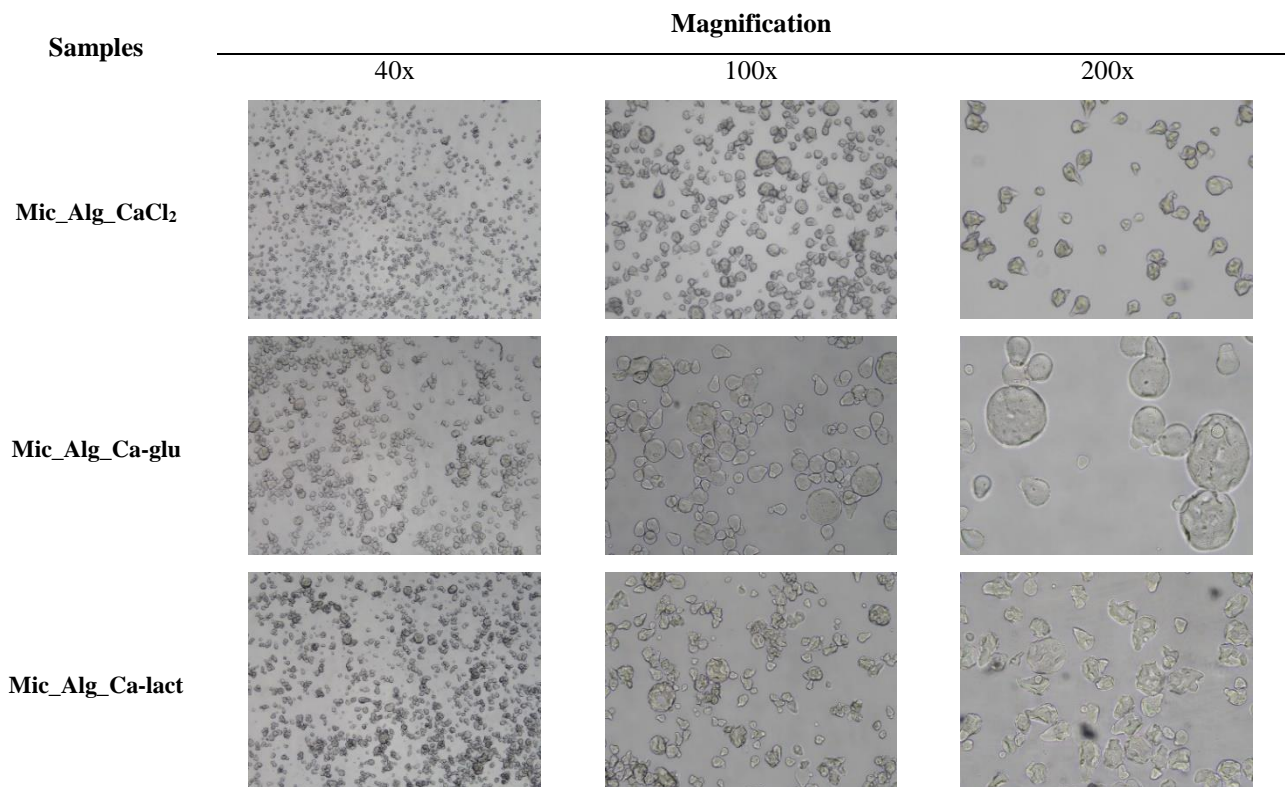 Magnification
Samples
40x 100x 200x
Mic_Alg_CaCl₂
Mic_Alg_Ca-glu
Mic_Alg_Ca-lact